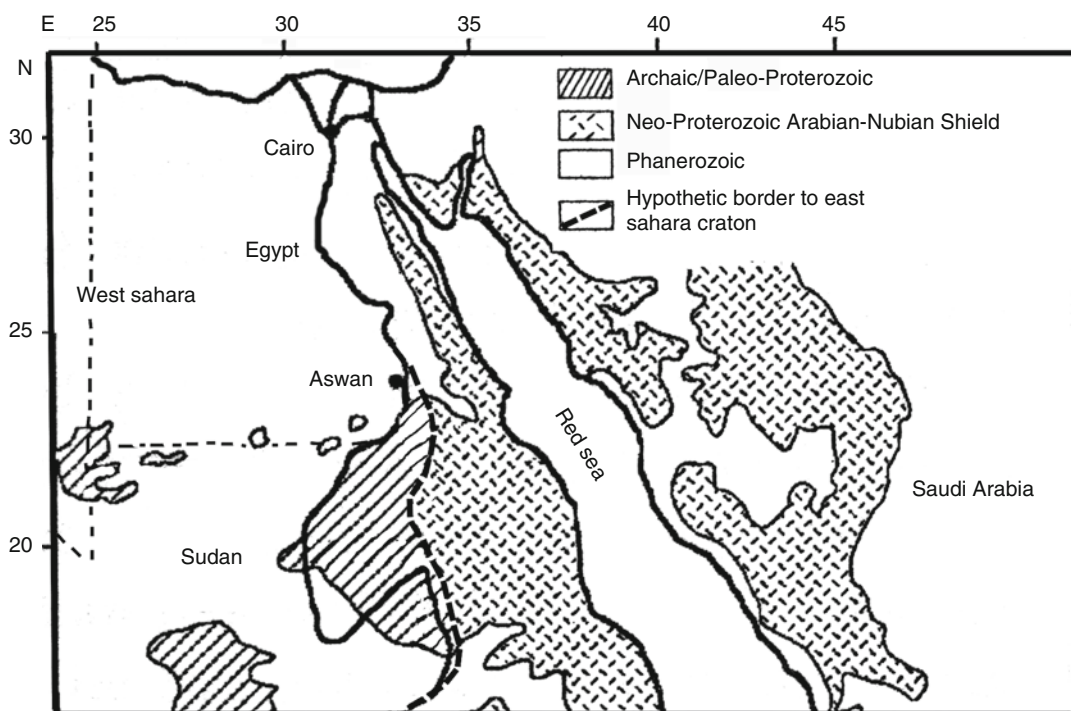 E 25 30 35 40 45
N
30
25
20
Archaic/Paleo-Proterozoic
Neo-Proterozoic Arabian-Nubian Shield
Phanerozoic
Hypothetic border to east
sahara craton
Cairo
Egypt
West sahara
Aswan
Red sea
Saudi Arabia
Sudan